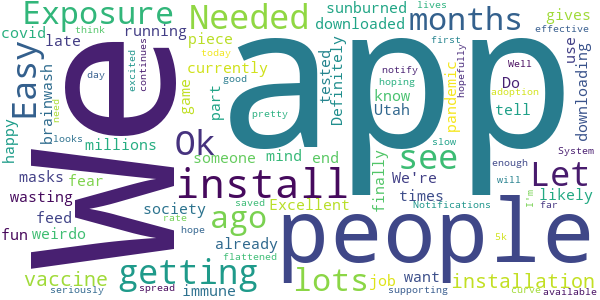 Exposure
Needed
months
sunburned
downloaded
lives
effective
gives
covid
late
think
running
piece
today
currently
Easy
We
app
brainwash
excited
continues
day
good
game
part
tested
Definitely
notify
Well
adoption
first
hopefully
pandemic
use
downloading
happy
need
looks
millions
Ok
pretty
hoping
know
Utah
Do
tell
slow
System
enough
someone
mind
end
see
install
masks
fear
finally
We're
times
Let
likely
will
wasting
feed
society
ago
people
Excellent
Notifications
I'm
far
fun
weirdo
rate
saved
already
hope
vaccine
getting
lots
job
want
installation
5k
flattened
seriously
spread
immune
supporting
curve
available